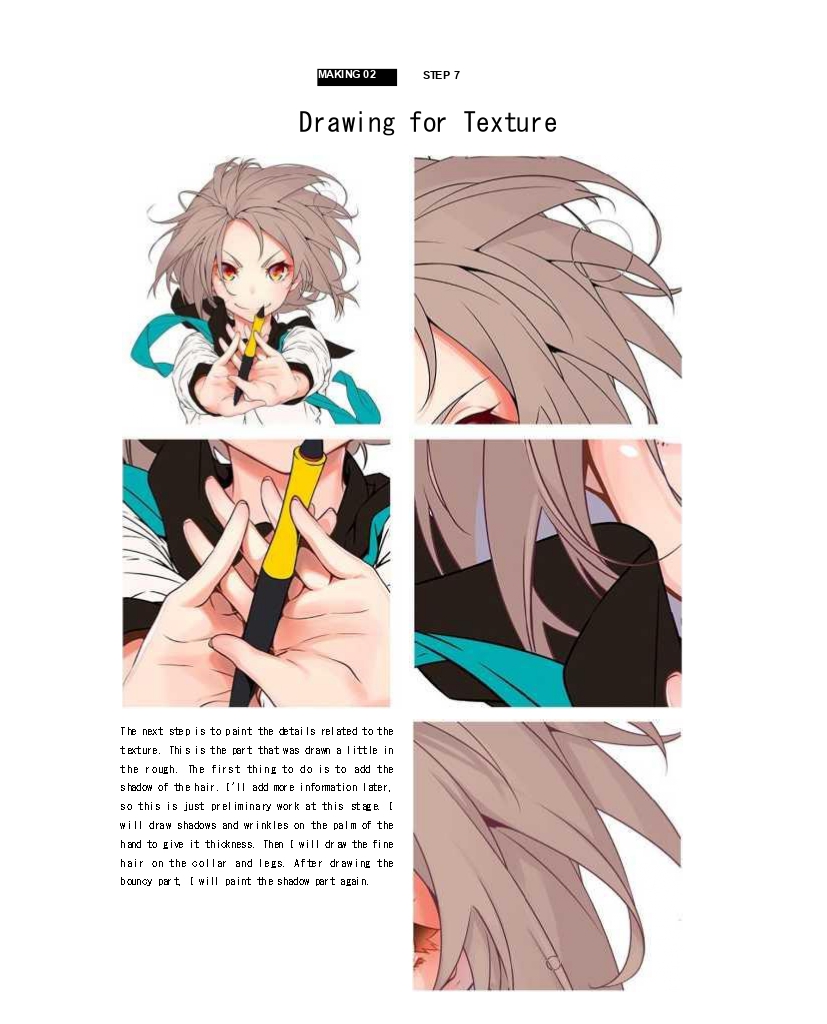 MAKING 02 STEP 7
Drawing for Texture
The next step is to paint the details related to the
texture. This is the part that was drawn a little in
the rough. The first thing to do is to add the
shadow of the hair. I'll add more information later,
so this is just preliminary work at this stage. I
will draw shadows and wrinkles on the palm of the
hand to give it thickness. Then I will draw the fine
hair on the collar and legs. After drawing the
bouncy part, I will paint the shadow part again.